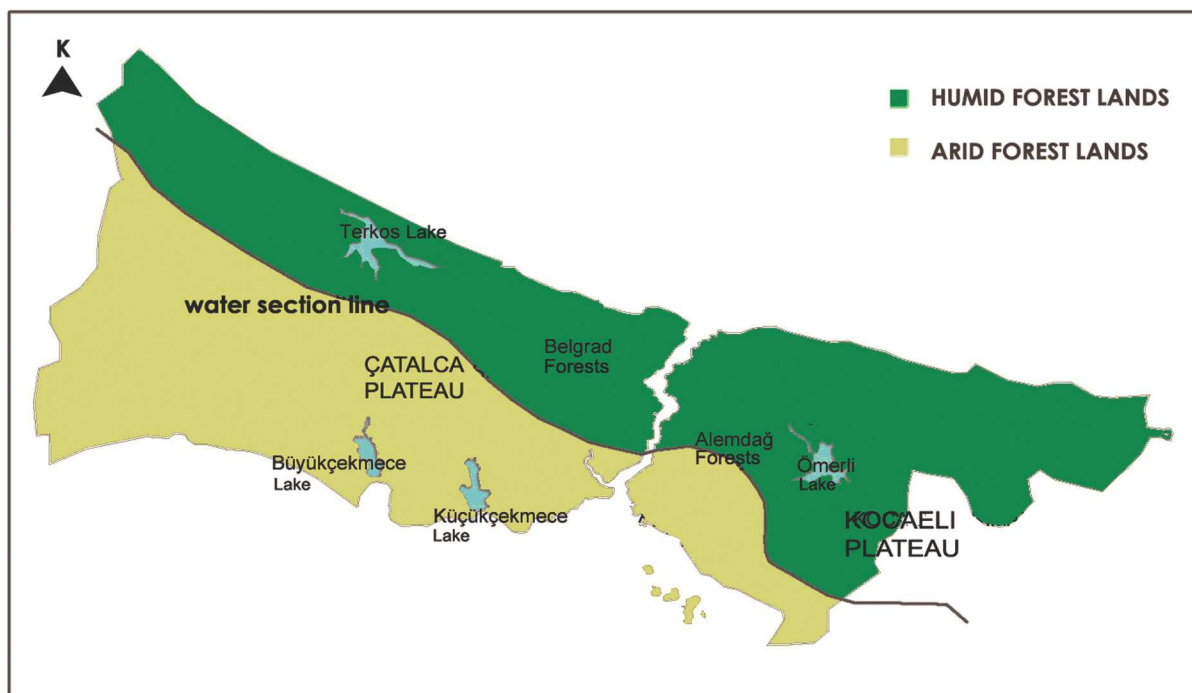 K
HUMID FOREST LANDS
ARID FOREST LANDS
Terkos Lake
water section line
Belgrad
Forests
ÇATALCA
PLATEAU
Alemdağ
Forests
Büyükçekmece
Lake
Ömerli
Lake
Küçükçekmece
Lake
KOCAELI
PLATEAU